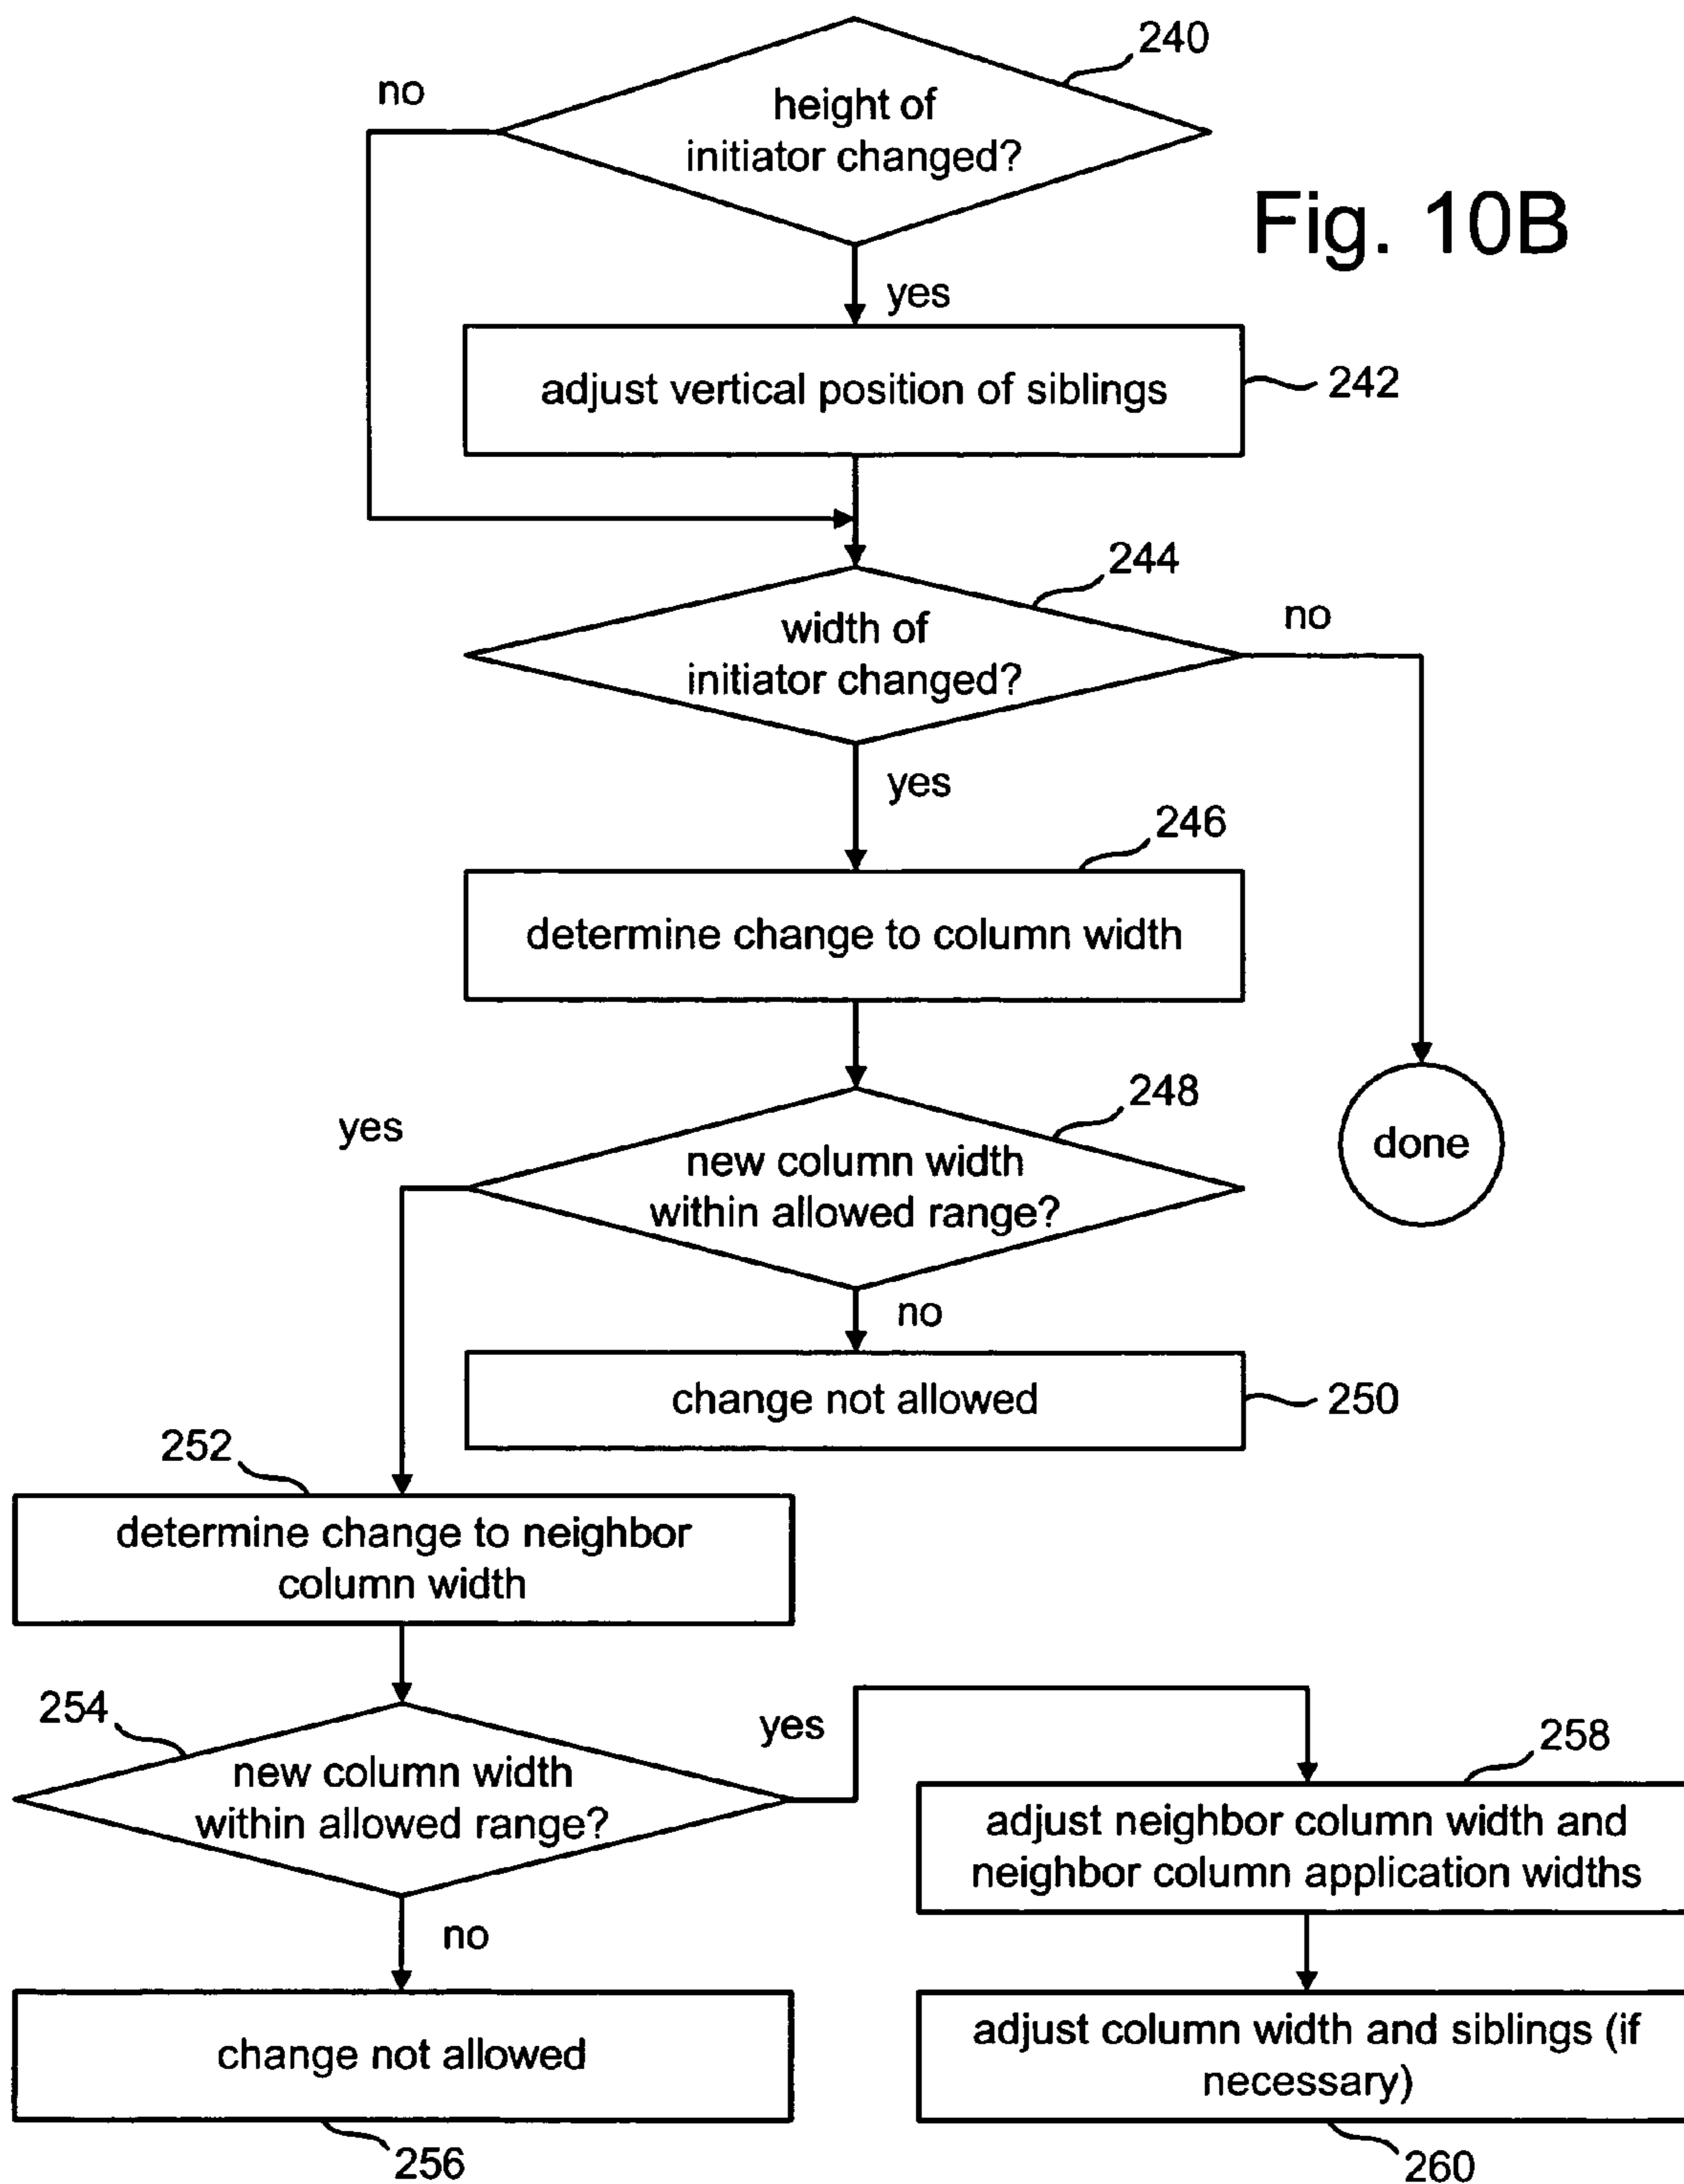 240
no
height of
initiator changed?
Fig. 10B
yes
adjust vertical position of siblings
242
244
no
width of
initiator changed?
yes
246
determine change to column width
248
yes
done
new column width
within allowed range?
no
change not allowed
250
252
determine change to neighbor
column width
254
yes
258
new column width
within allowed range?
adjust neighbor column width and
neighbor column application widths
no
change not allowed
adjust column width and siblings (if
necessary)
256
260